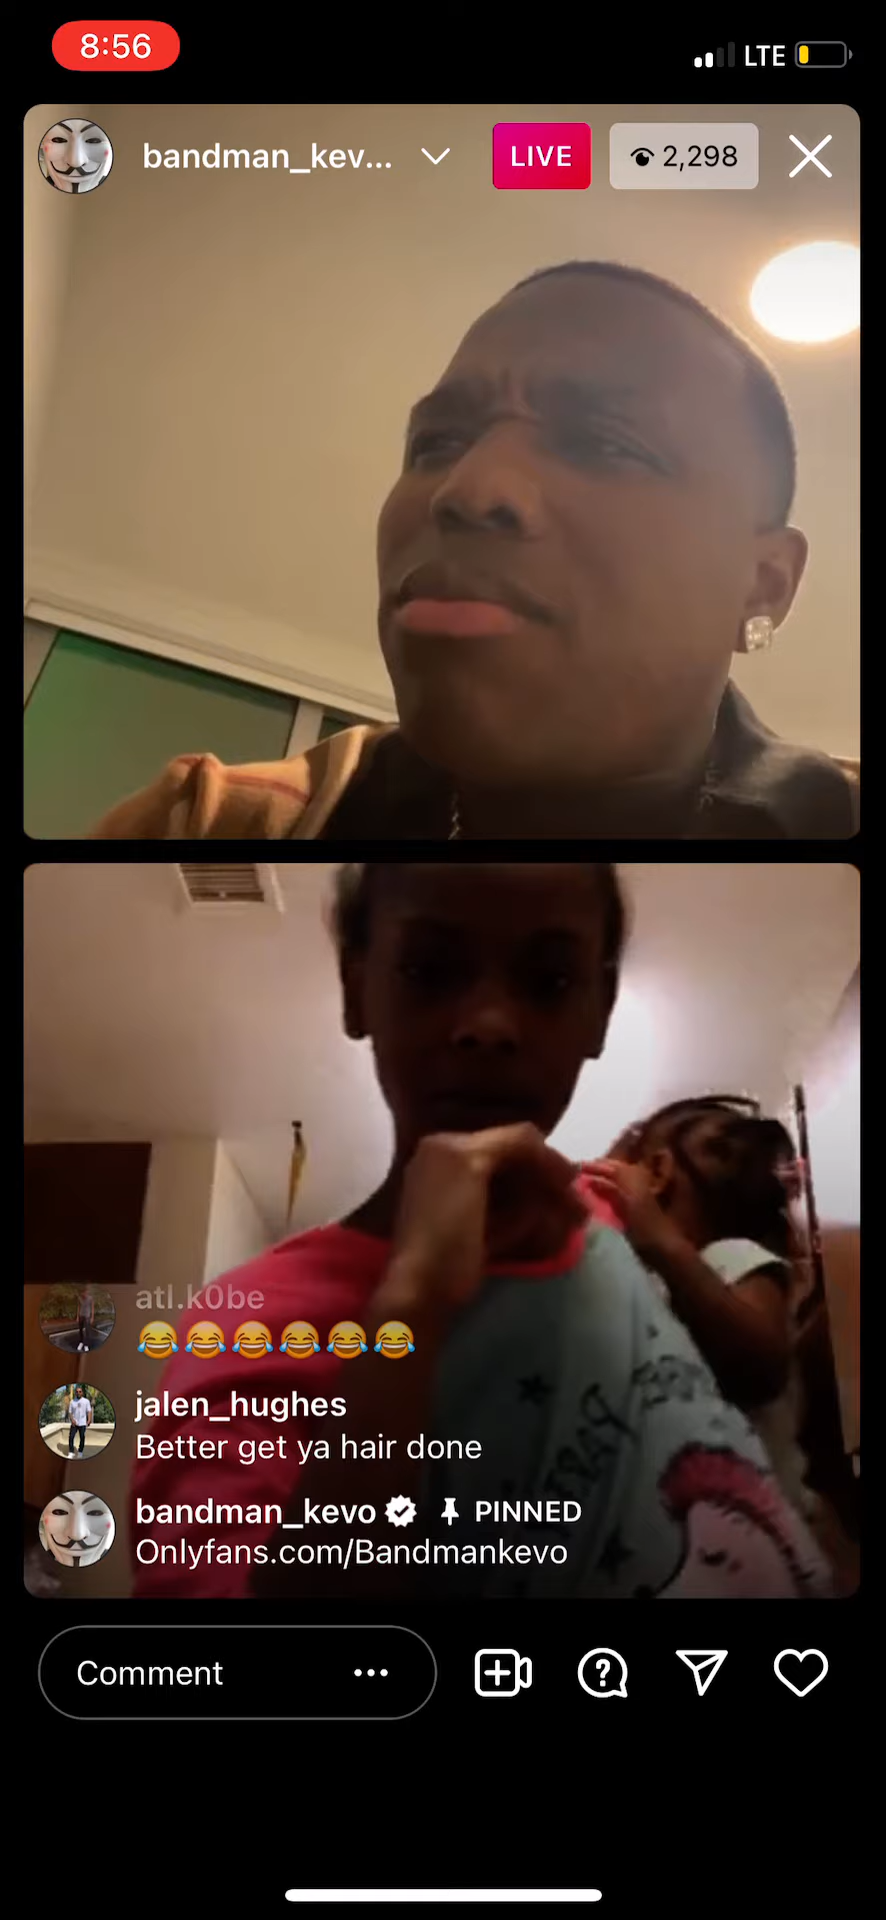 8:56
LTE
bandman_kev...
LIVE
2,298
atl.k0be
😂😂😂😂😂😂
jalen_hughes
Better get ya hair done
bandman_kevo PINNED
Onlyfans.com/Bandmankevo
Comment